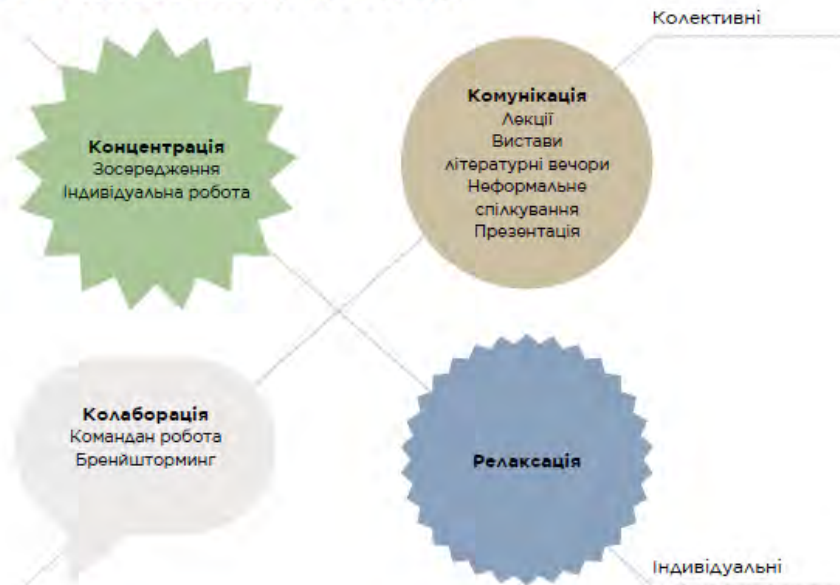 Колективні
Концентрація
Зосередження
Індивідуальна робота
Комунікація
Лекції
Вистави
літературні вечори
Неформальне
спілкування
Презентація
Колаборація
Командан робота
Бренйшторминг
Релаксація
Індивідуальні